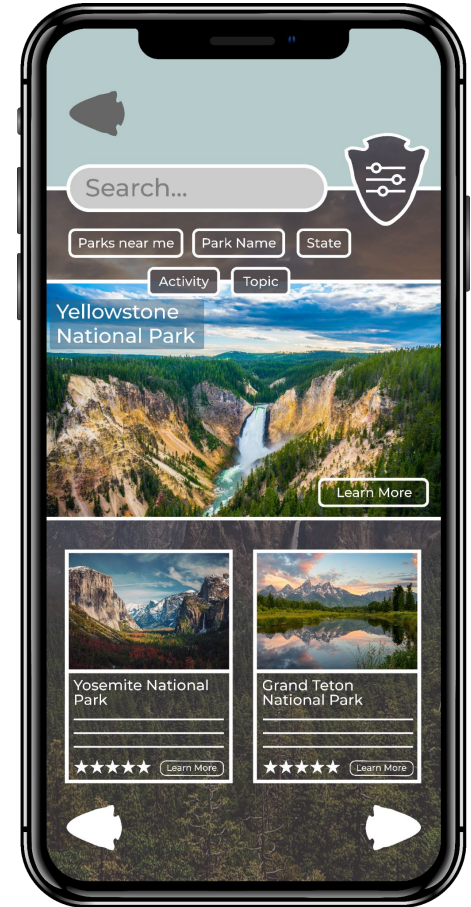 Search...
Parks near me Park Name State
Activity Topic
Yellowstone
National Park
Learn More
Yosemite National
Park
Learn More
Grand Teton
National Park
Learn More